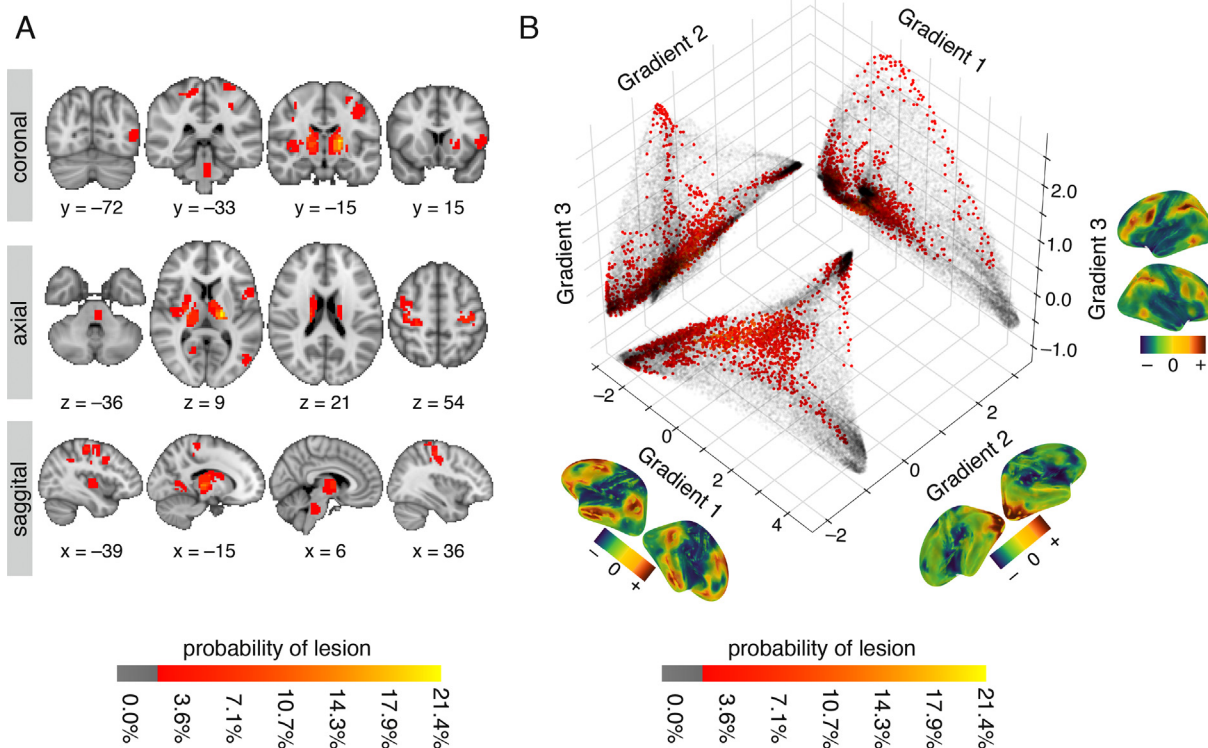 A
coronal
y = −72
y = −33
y = −15
y = 15
axial
z = −36
z = 9
z = 21
z = 54
saggital
x = −39
x = −15
x = 6
x = 36
probability of lesion
0.0%
3.6%
7.1%
10.7%
14.3%
17.9%
21.4%
B
Gradient 2
Gradient 1
Gradient 3
2.0
1.0
0.0
−1.0
Gradient 3
− 0 +
−2
0
2
4
Gradient 1
− 0 +
−2
0
2
Gradient 2
− 0 +
probability of lesion
0.0%
3.6%
7.1%
10.7%
14.3%
17.9%
21.4%